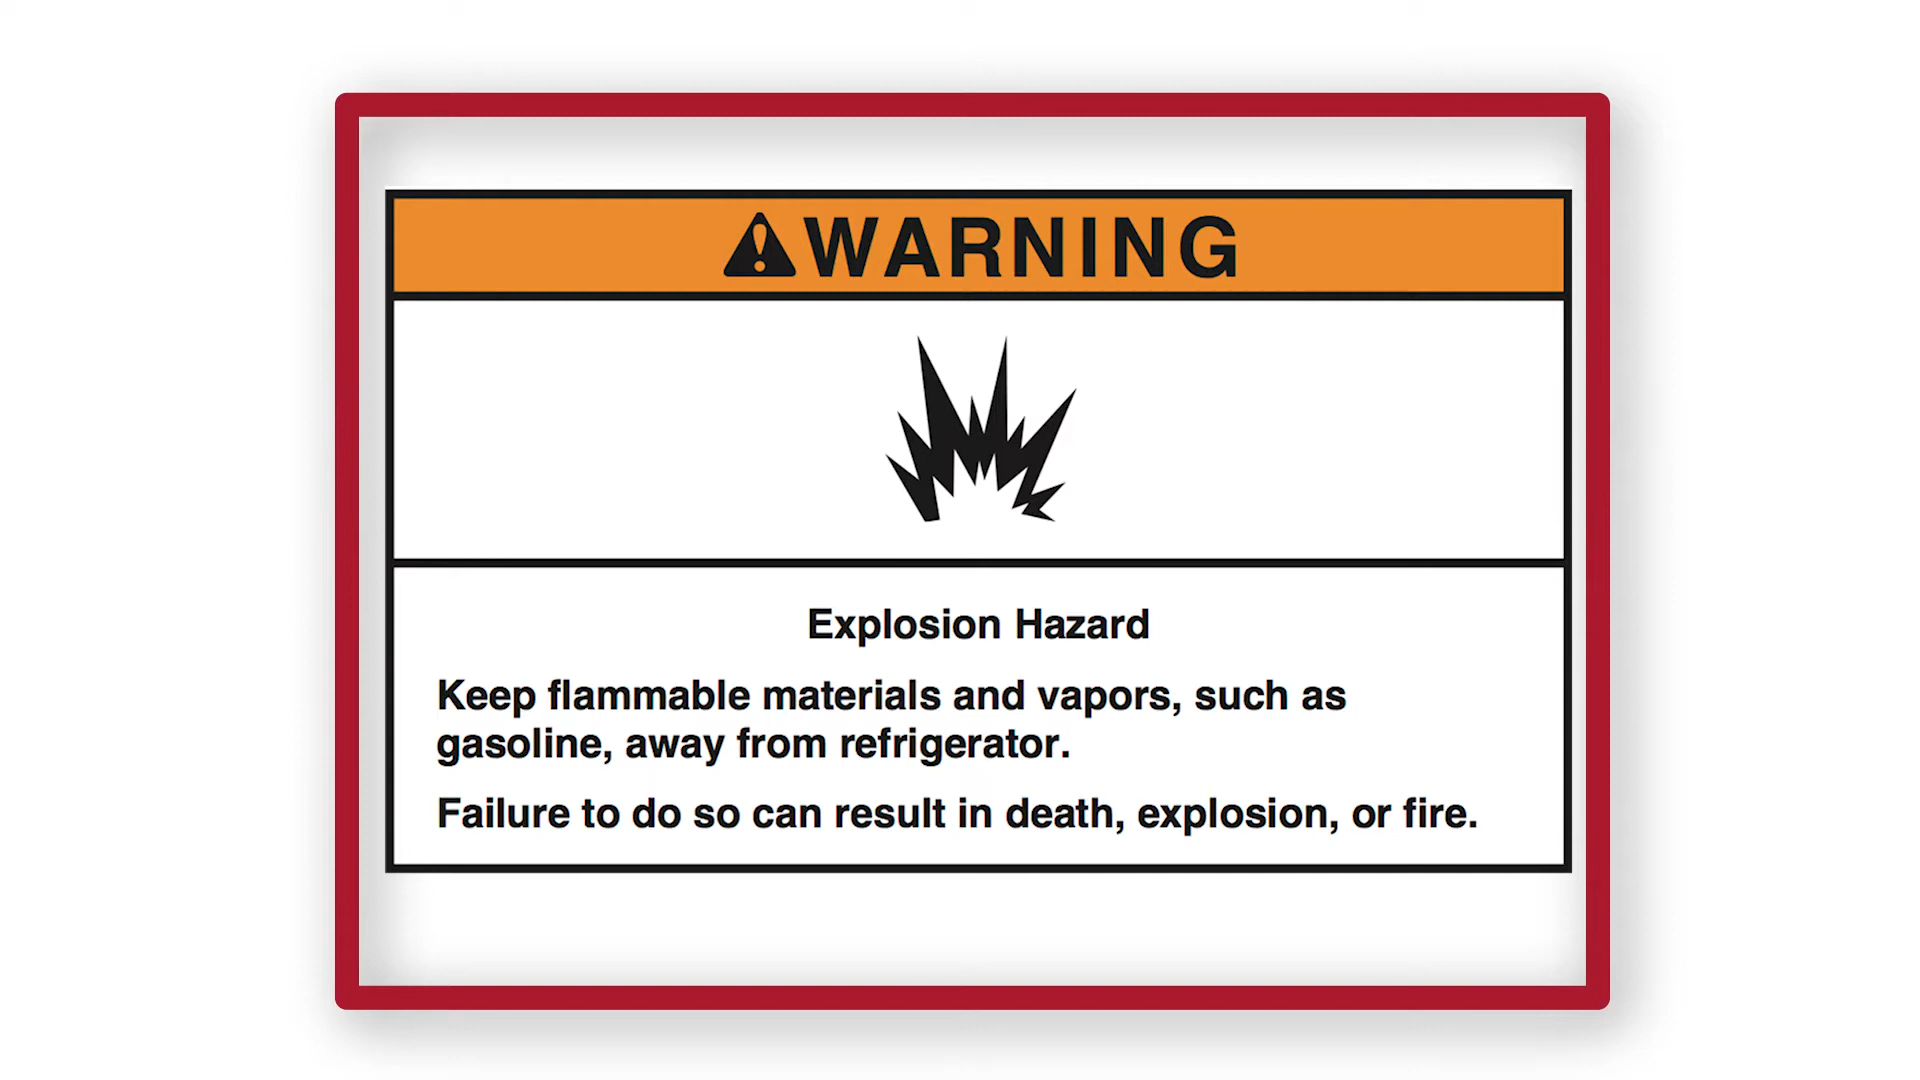 WARNING
Explosion Hazard
Keep flammable materials and vapors, such as
gasoline, away from refrigerator.
Failure to do so can result in death, explosion, or fire.